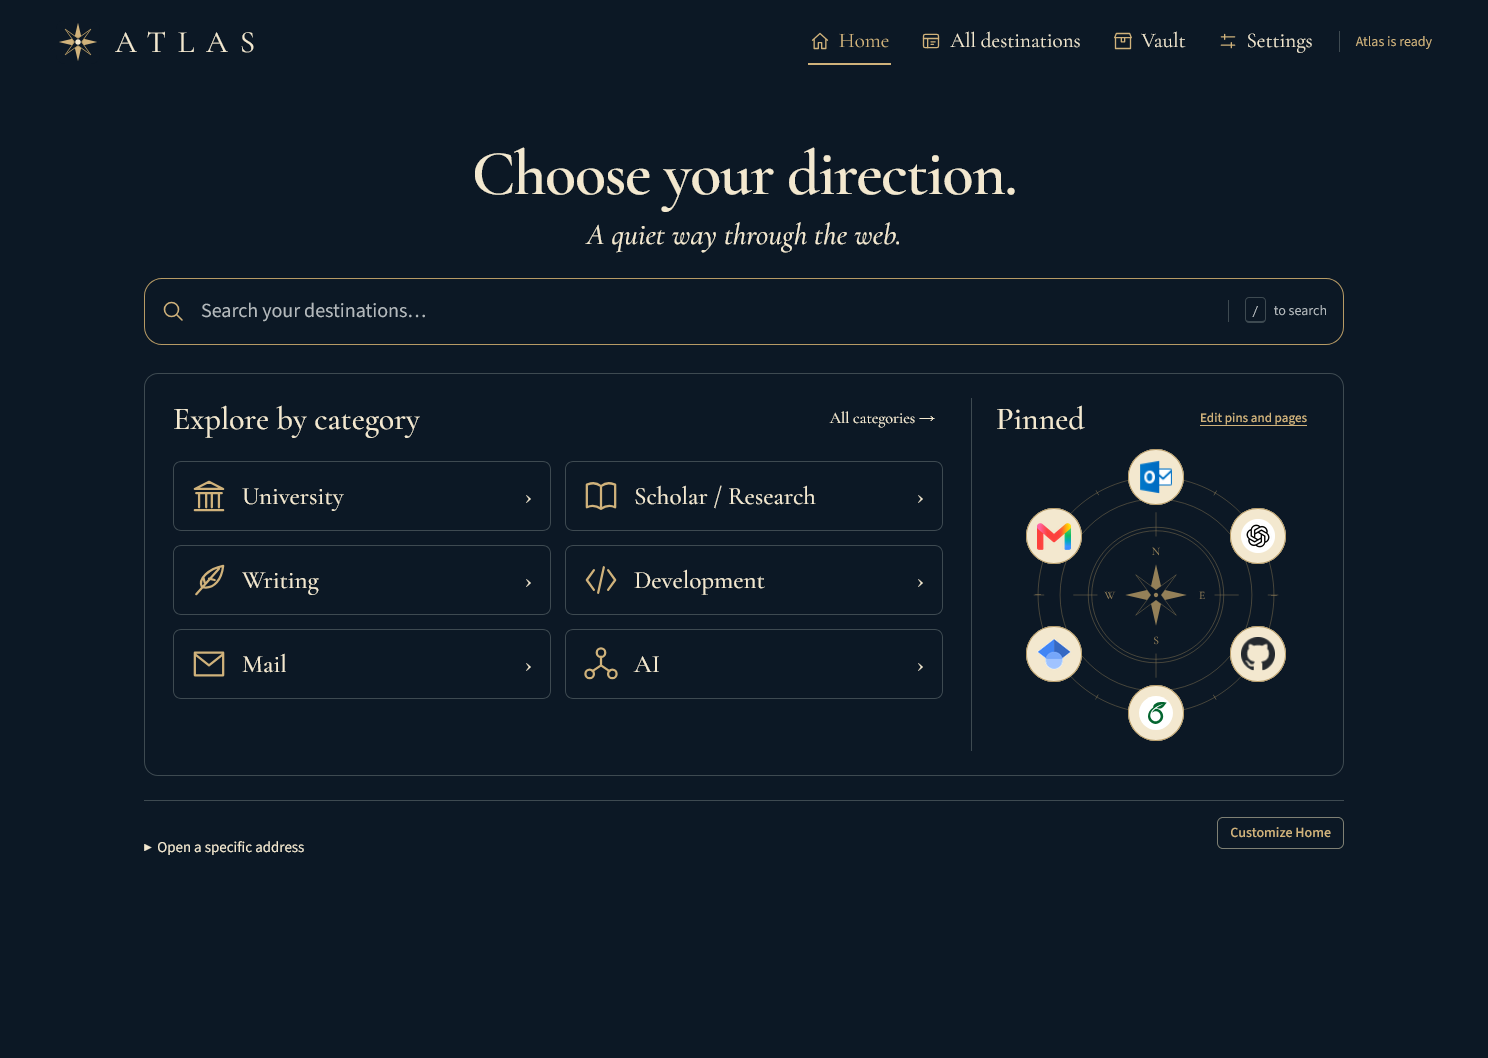 ATLAS
Home
All destinations
Vault
Settings
Atlas is ready
Choose your direction.
A quiet way through the web.
Search your destinations...
/ to search
Explore by category
All categories →
University ›
Scholar / Research ›
Writing ›
Development ›
Mail ›
AI ›
Pinned
Edit pins and pages
N
W
E
S
▸ Open a specific address
Customize Home